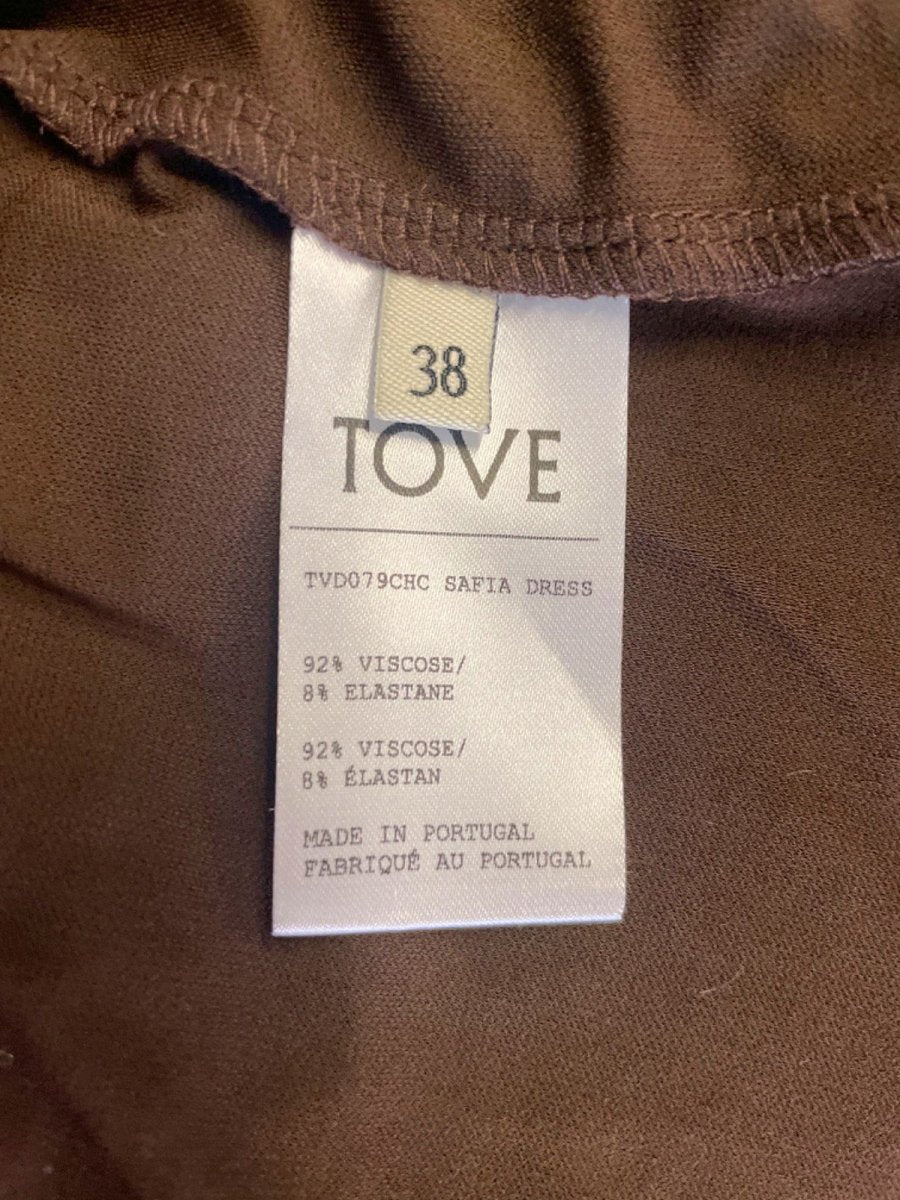 38
TOVE
TVD079CHC SAFIA DRESS
92% VISCOSE/
8% ELASTANE
92% VISCOSE/
8% ÉLASTAN
MADE IN PORTUGAL
FABRIQUÉ AU PORTUGAL